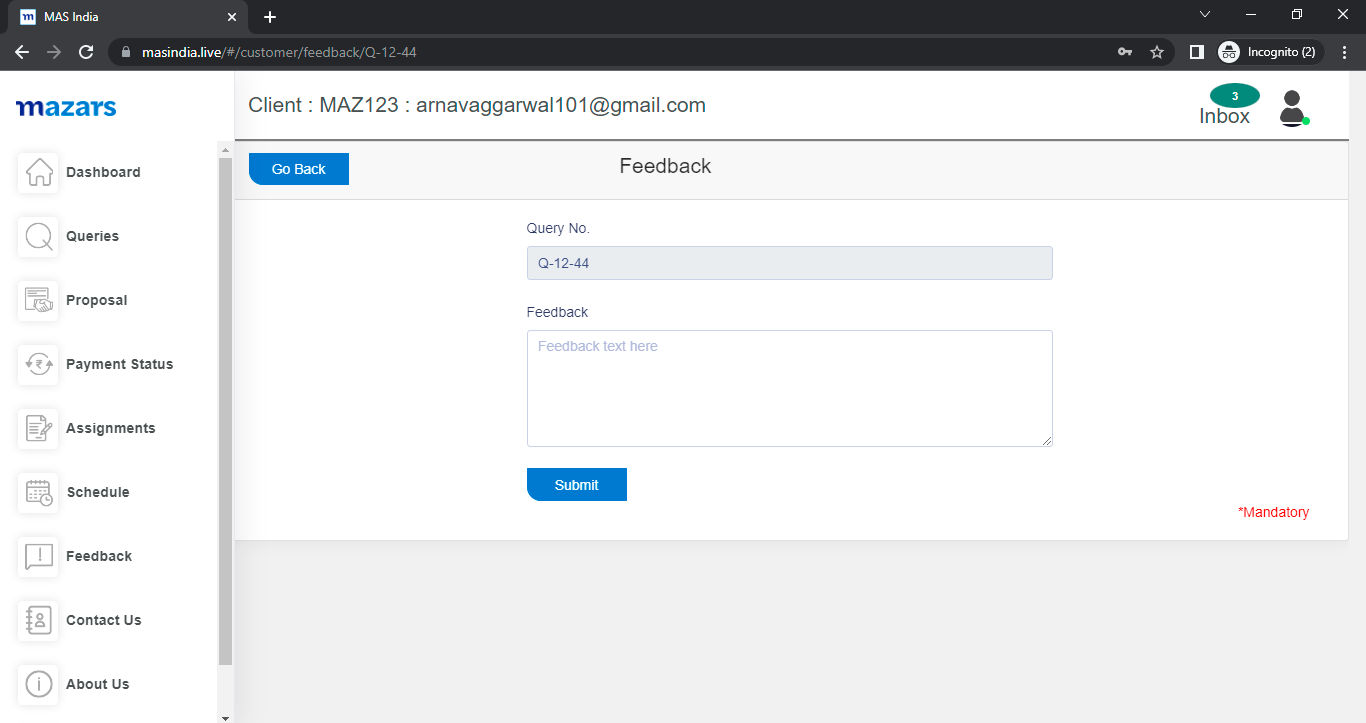 MAS India
masindia.live/#/customer/feedback/Q-12-44
Incognito (2)
mazars
Client : MAZ123 : arnavaggarwal101@gmail.com
3
Inbox
Dashboard
Queries
Proposal
Payment Status
Assignments
Schedule
Feedback
Contact Us
About Us
Go Back
Feedback
Query No.
Q-12-44
Feedback
Feedback text here
Submit
*Mandatory